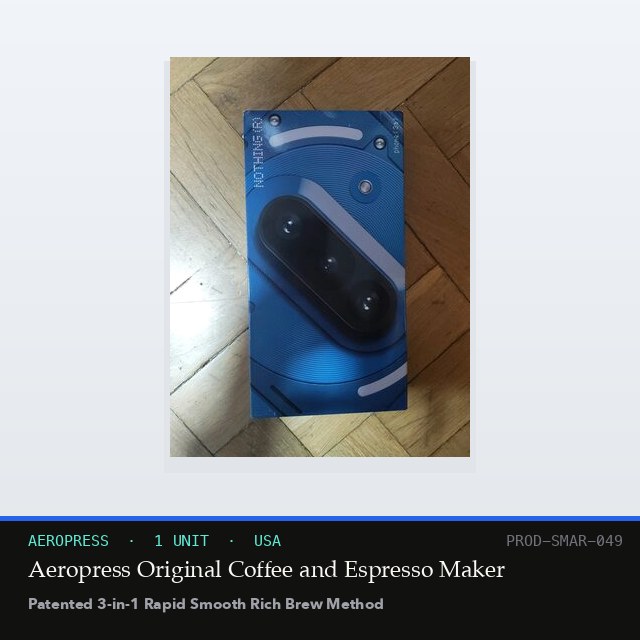 NOTHING (R)
AEROPRESS · 1 UNIT · USA
PROD–SMAR–049
Aeropress Original Coffee and Espresso Maker
Patented 3-in-1 Rapid Smooth Rich Brew Method